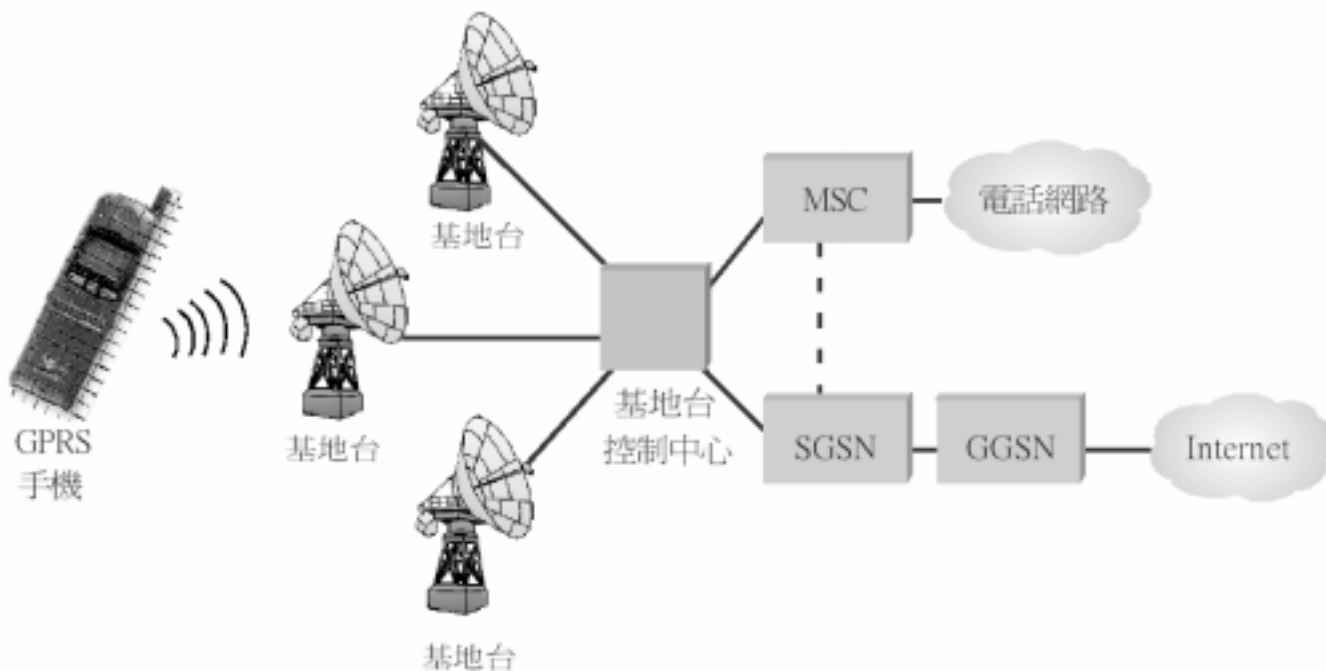 GPRS
手機
基地台
基地台
基地台
基地台
控制中心
MSC
電話網路
SGSN
GGSN
Internet